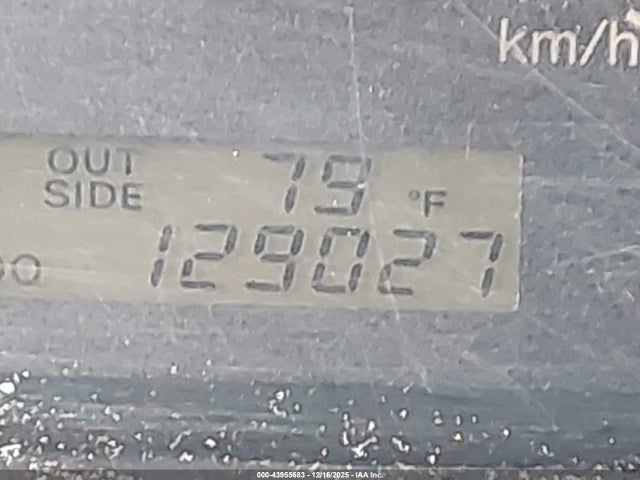 km/h
OUT SIDE 79 °F
129027
000-43955683 - 12/16/2025 - IAA Inc.